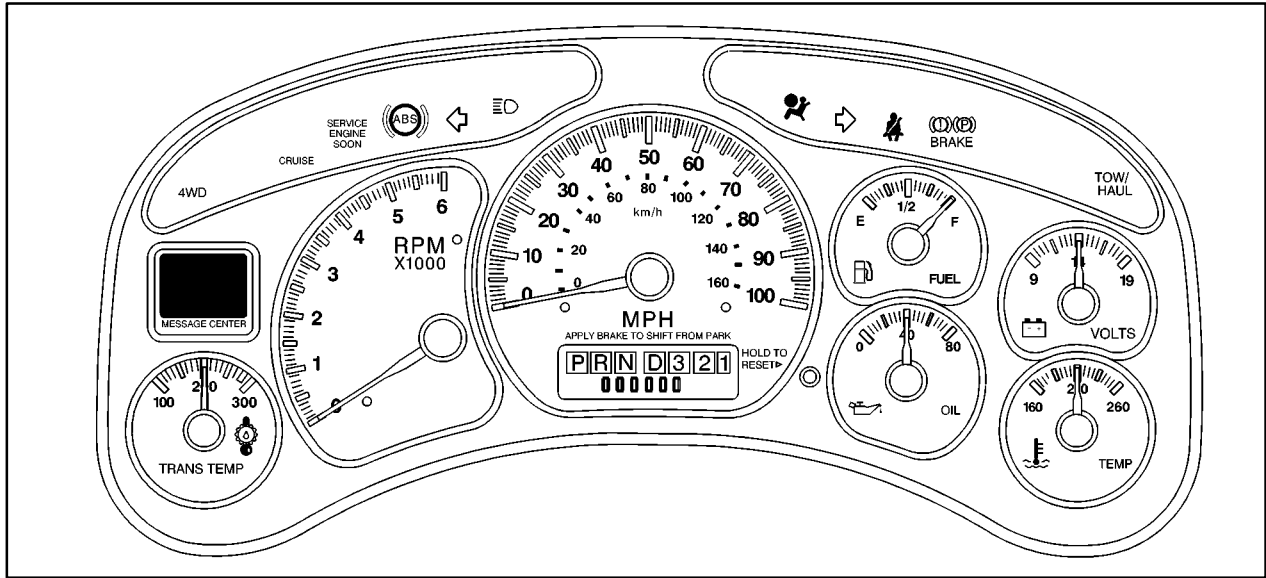 SERVICE
ENGINE
SOON
ABS
CRUISE
4WD
BRAKE
TOW/
HAUL
MESSAGE CENTER
100 200 300
TRANS TEMP
0 1 2 3 4 5 6
RPM
X1000
0 10 20 30 40 50 60 70 80 90 100
0 20 40 60 80 100 120 140 160
km/h
MPH
APPLY BRAKE TO SHIFT FROM PARK
P R N D 3 2 1
HOLD TO
RESET
000000
E 1/2 F
FUEL
0 40 80
OIL
9 14 19
VOLTS
160 210 260
TEMP
(!) (P)